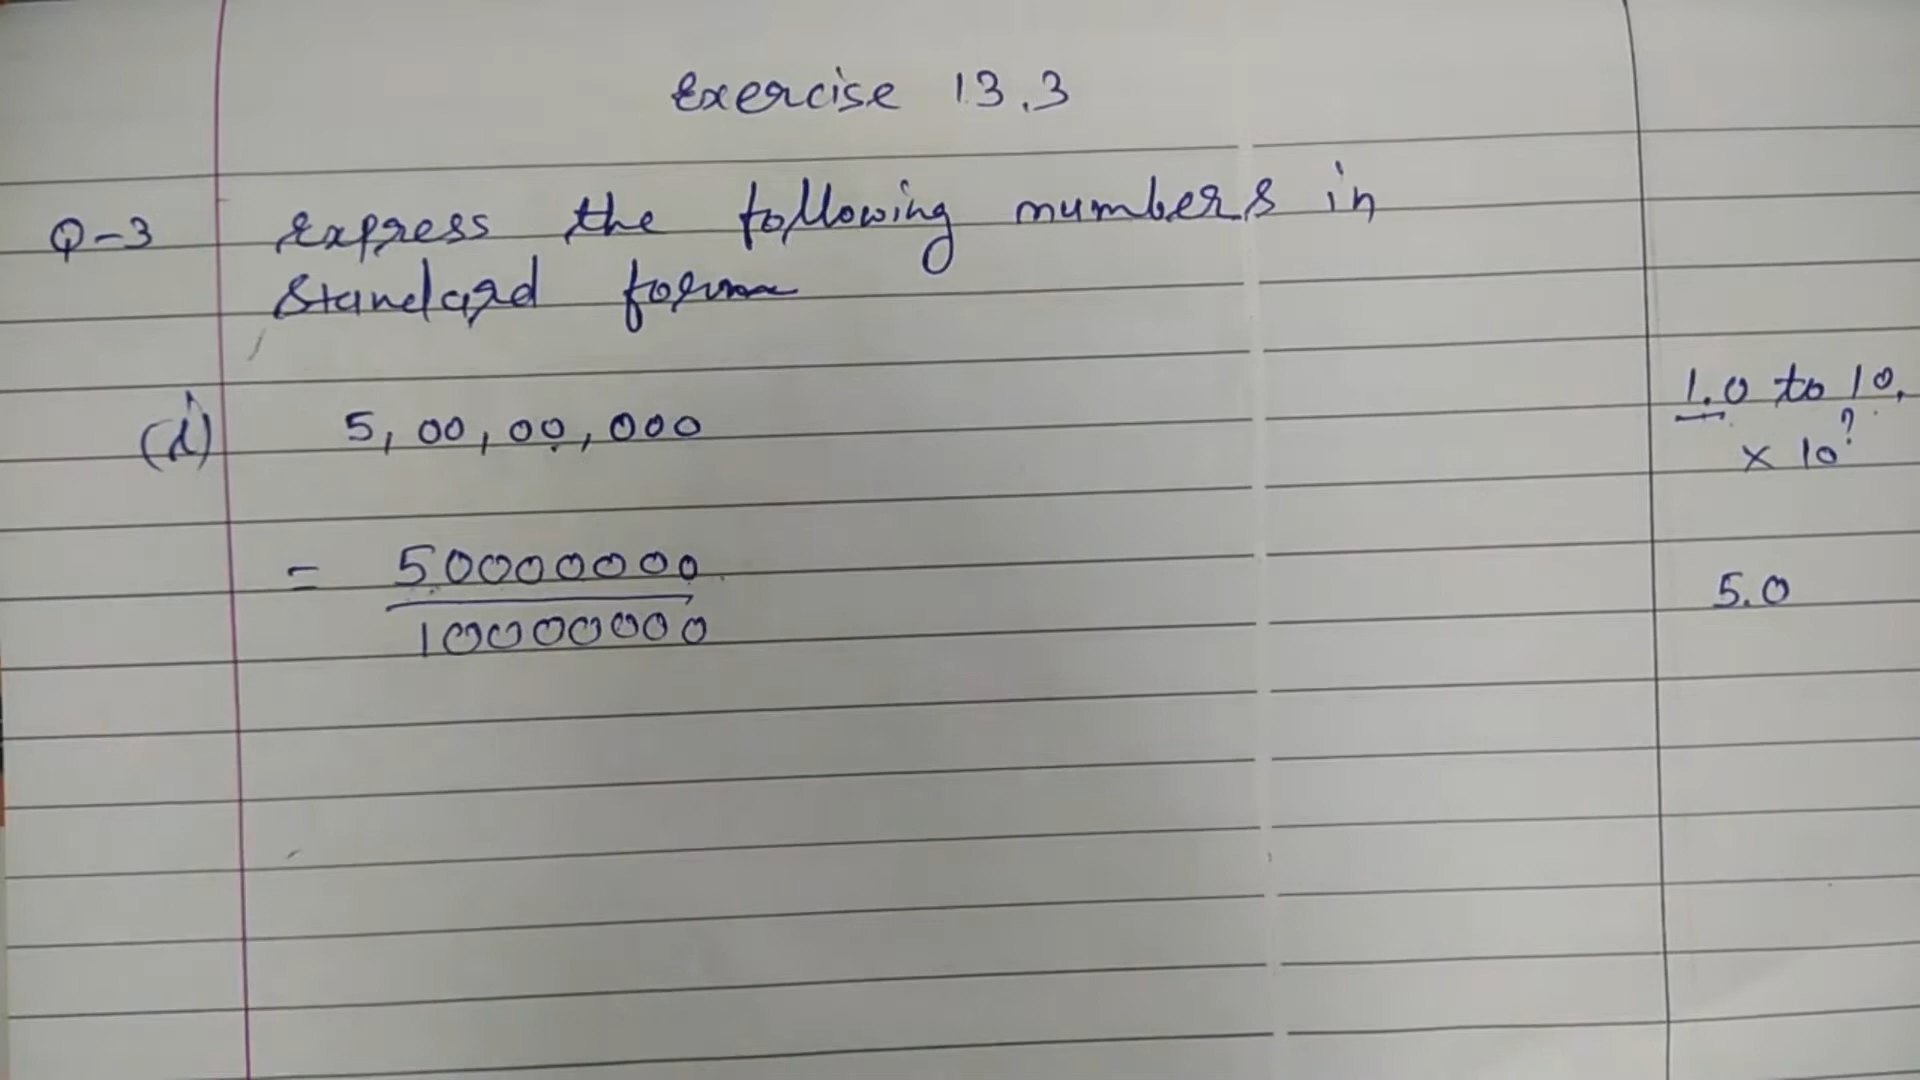 Exercise 13.3
Q-3 Express the following numbers in
Standard form
(i) 5,00,00,000
1.0 to 10.
× 10?
= 50000000
10000000
5.0